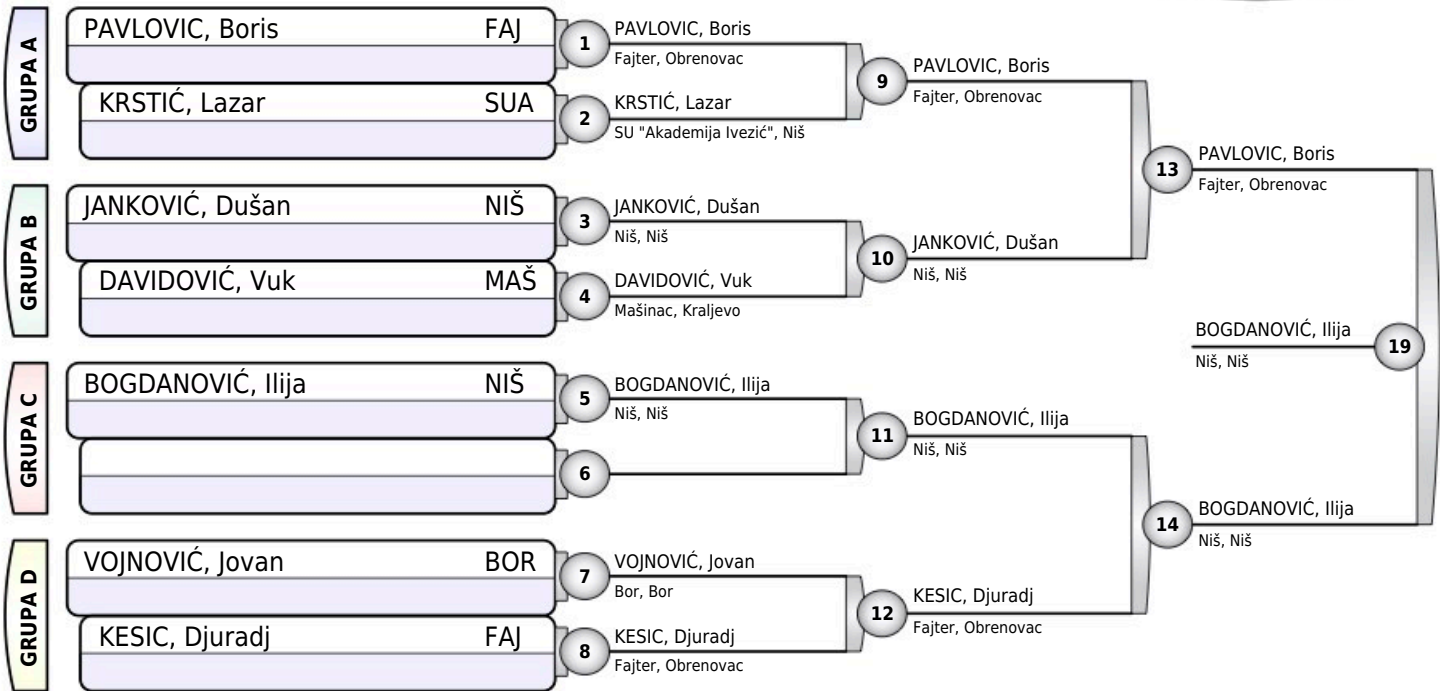 GRUPA A
PAVLOVIC, Boris FAJ
KRSTIĆ, Lazar SUA
GRUPA B
JANKOVIĆ, Dušan NIŠ
DAVIDOVIĆ, Vuk MAŠ
GRUPA C
BOGDANOVIĆ, Ilija NIŠ
GRUPA D
VOJNOVIĆ, Jovan BOR
KESIC, Djuradj FAJ
1
PAVLOVIC, Boris
Fajter, Obrenovac
2
KRSTIĆ, Lazar
SU "Akademija Ivezić", Niš
3
JANKOVIĆ, Dušan
Niš, Niš
4
DAVIDOVIĆ, Vuk
Mašinac, Kraljevo
5
BOGDANOVIĆ, Ilija
Niš, Niš
6
7
VOJNOVIĆ, Jovan
Bor, Bor
8
KESIC, Djuradj
Fajter, Obrenovac
9
PAVLOVIC, Boris
Fajter, Obrenovac
10
JANKOVIĆ, Dušan
Niš, Niš
11
BOGDANOVIĆ, Ilija
Niš, Niš
12
KESIC, Djuradj
Fajter, Obrenovac
13
PAVLOVIC, Boris
Fajter, Obrenovac
14
BOGDANOVIĆ, Ilija
Niš, Niš
BOGDANOVIĆ, Ilija
Niš, Niš
19